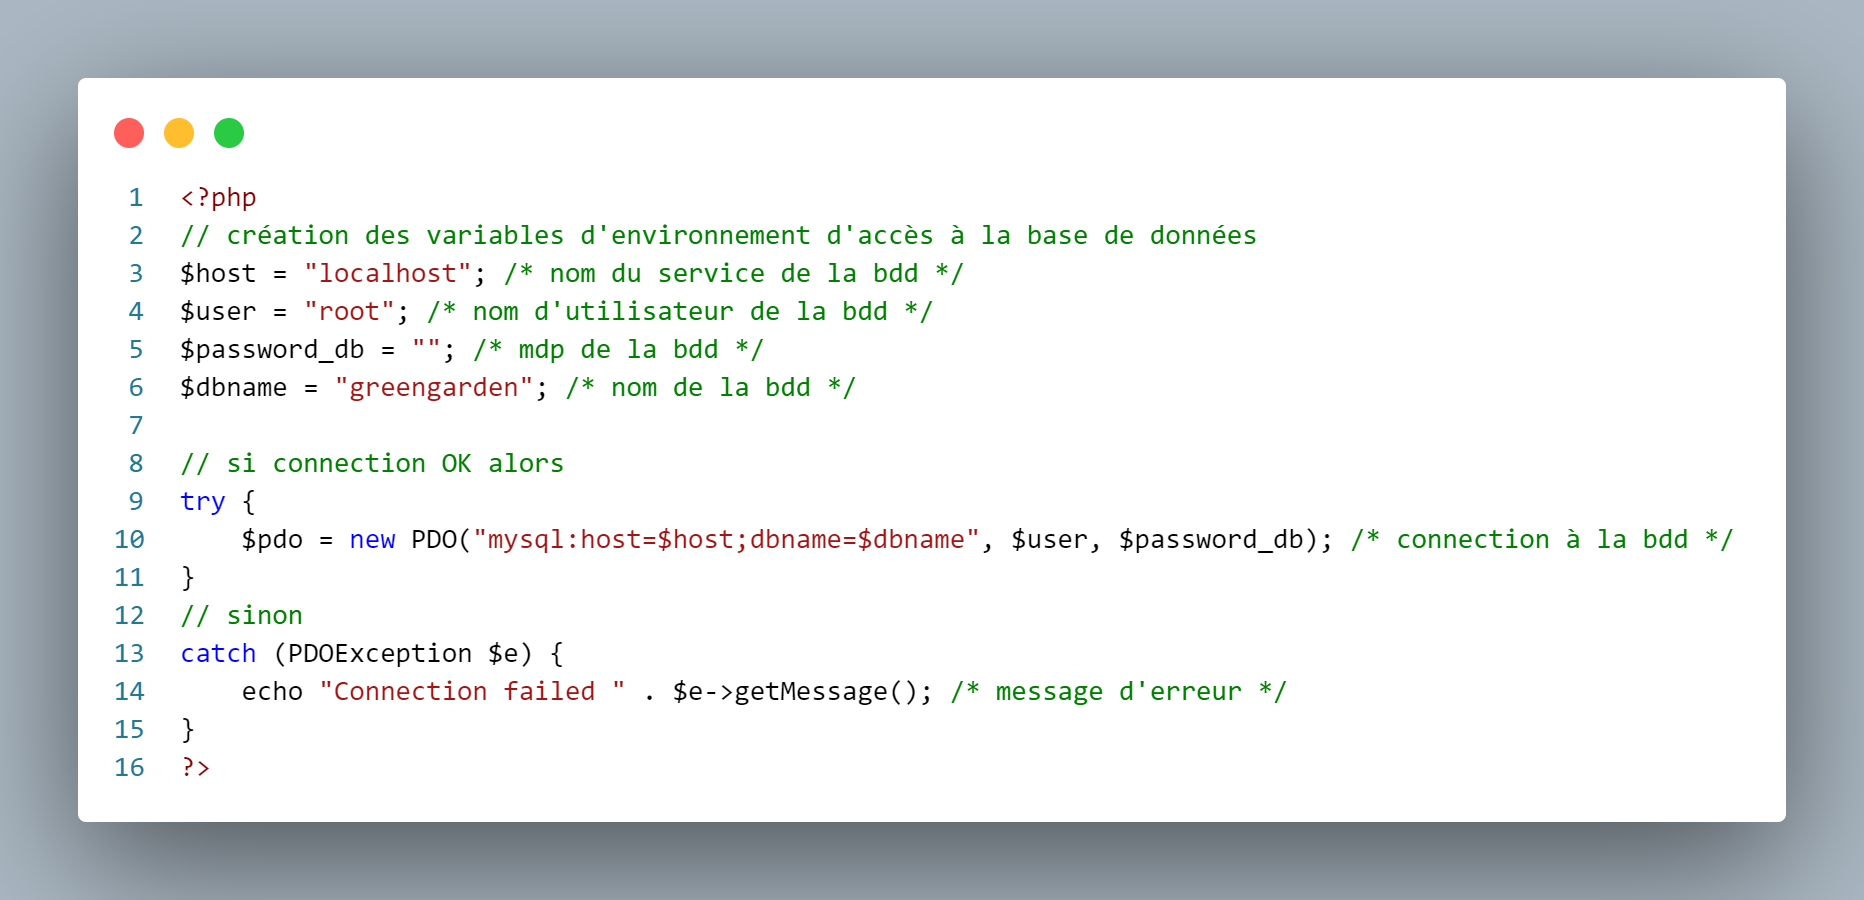 1 <?php
2 // création des variables d'environnement d'accès à la base de données
3 $host = "localhost"; /* nom du service de la bdd */
4 $user = "root"; /* nom d'utilisateur de la bdd */
5 $password_db = ""; /* mdp de la bdd */
6 $dbname = "greengarden"; /* nom de la bdd */
7
8 // si connection OK alors
9 try {
10     $pdo = new PDO("mysql:host=$host;dbname=$dbname", $user, $password_db); /* connection à la bdd */
11 }
12 // sinon
13 catch (PDOException $e) {
14     echo "Connection failed " . $e->getMessage(); /* message d'erreur */
15 }
16 ?>